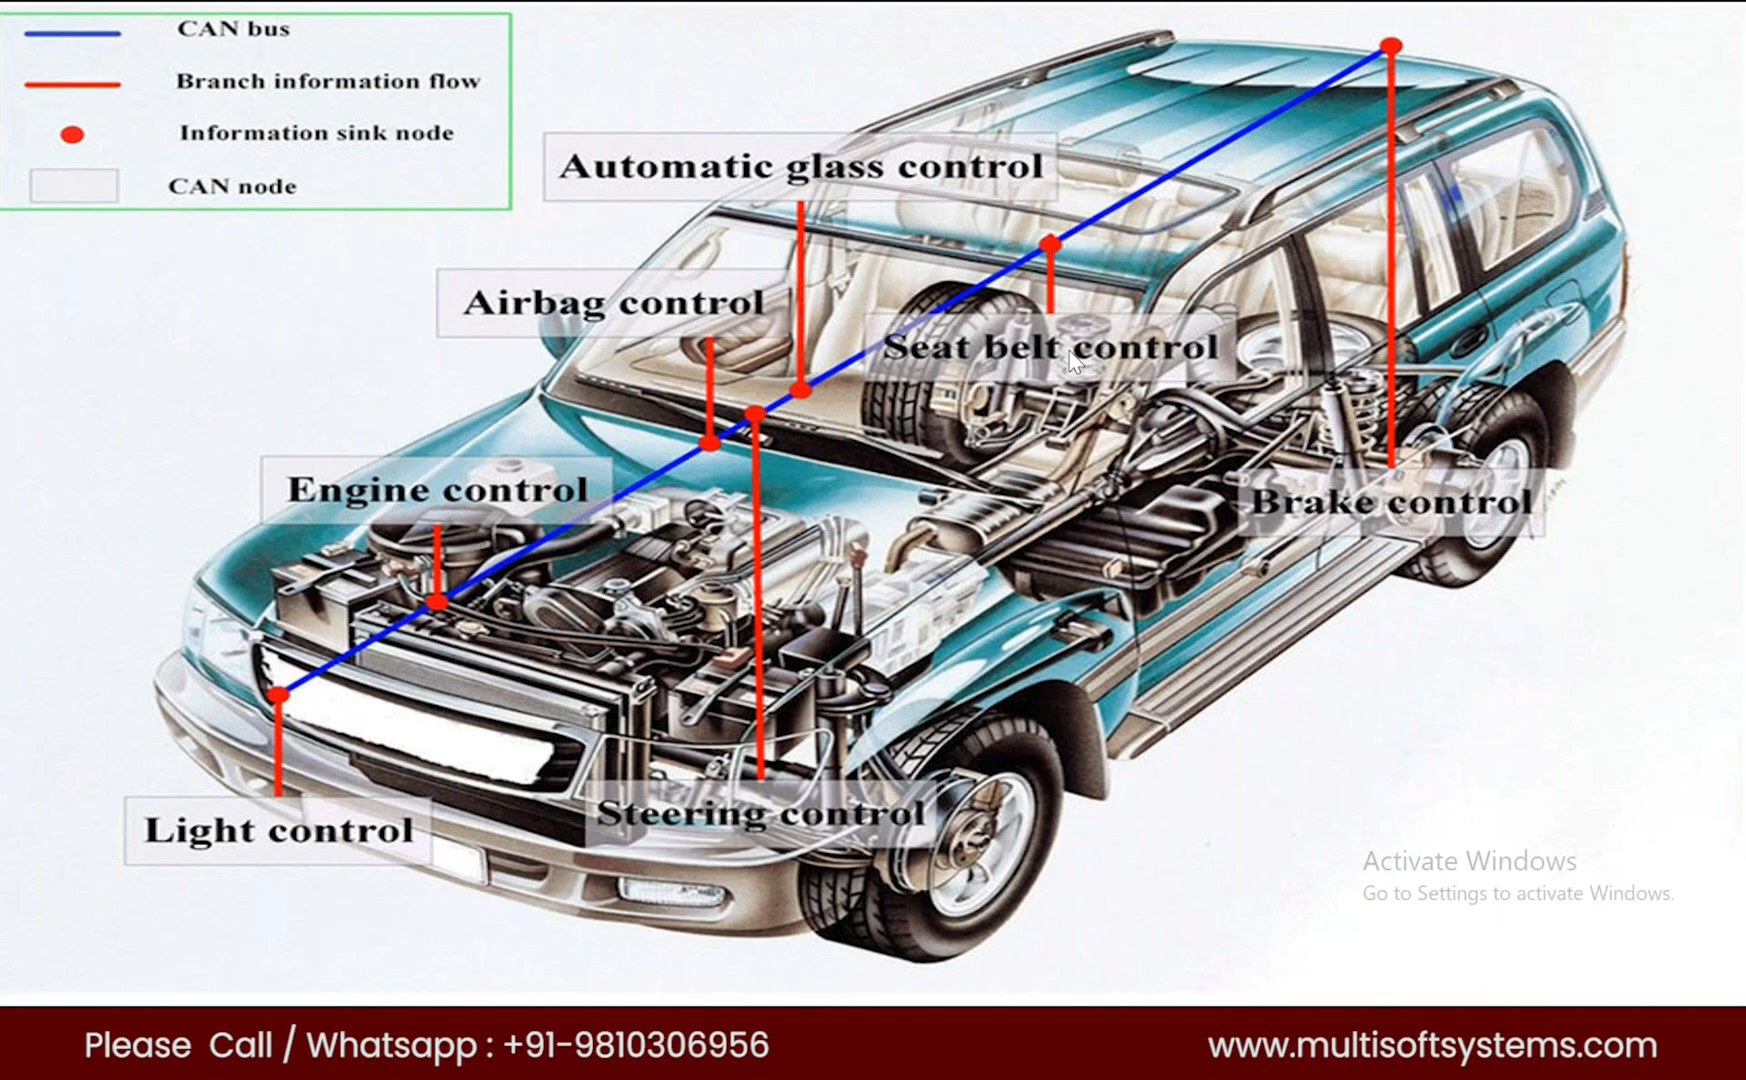 CAN bus
Branch information flow
Information sink node
CAN node
Automatic glass control
Airbag control
Seat belt control
Engine control
Brake control
Steering control
Light control
Activate Windows
Go to Settings to activate Windows.
Please Call / Whatsapp : +91-9810306956
www.multisoftsystems.com